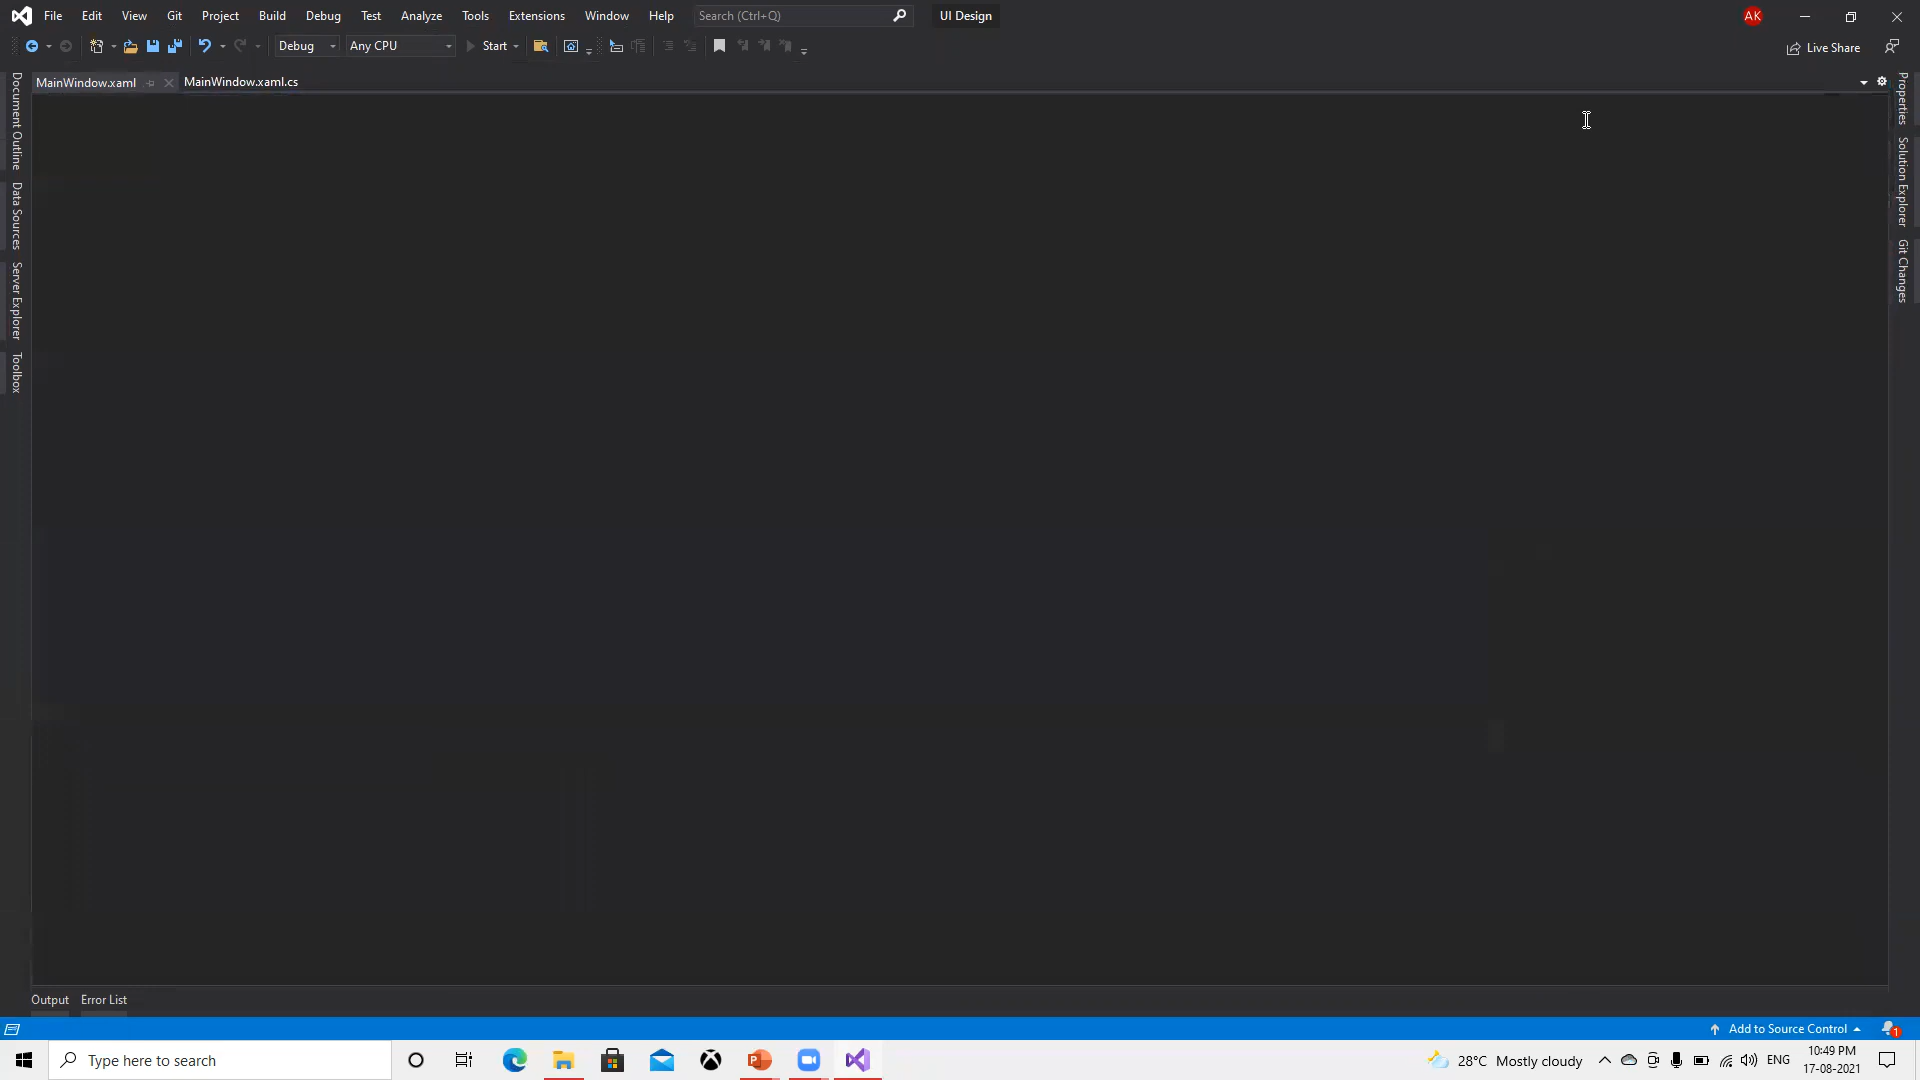 File Edit View Git Project Build Debug Test Analyze Tools Extensions Window Help Search (Ctrl+Q) UI Design AK
Debug Any CPU Start Live Share
MainWindow.xaml MainWindow.xaml.cs
Document Outline
Data Sources
Server Explorer
Toolbox
Properties
Solution Explorer
Git Changes
Output Error List
Add to Source Control 1
Type here to search 28°C Mostly cloudy ENG 10:49 PM
17-08-2021